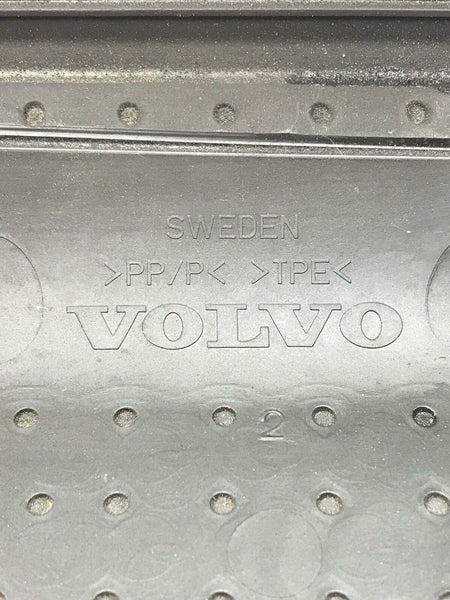 SWEDEN
>PP/P< >TPE<
VOLVO
2